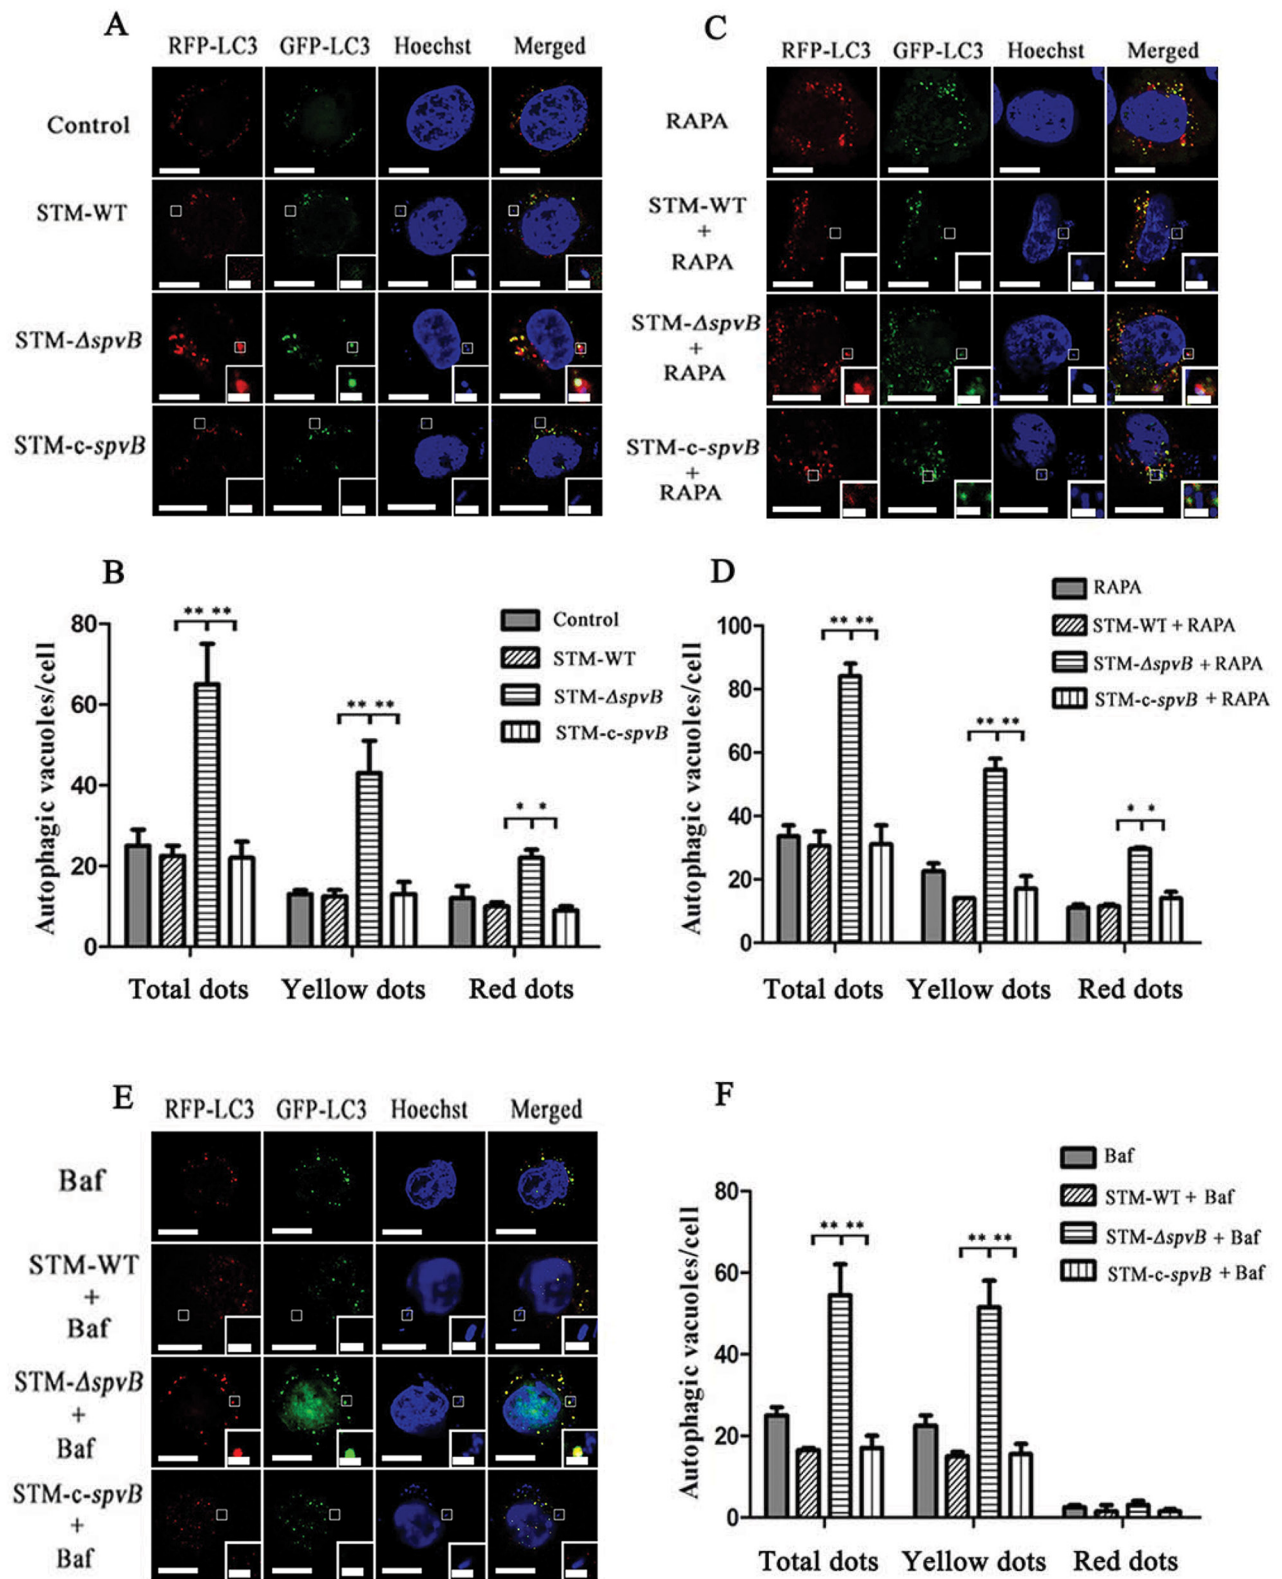 A
RFP-LC3 GFP-LC3 Hoechst Merged
Control
STM-WT
STM-ΔspvB
STM-c-spvB
C
RFP-LC3 GFP-LC3 Hoechst Merged
RAPA
STM-WT
+
RAPA
STM-ΔspvB
+
RAPA
STM-c-spvB
+
RAPA
B
Autophagic vacuoles/cell
80
60
40
20
0
** **
** **
* *
Control
STM-WT
STM-ΔspvB
STM-c-spvB
Total dots Yellow dots Red dots
D
Autophagic vacuoles/cell
100
80
60
40
20
0
** **
** **
* *
RAPA
STM-WT + RAPA
STM-ΔspvB + RAPA
STM-c-spvB + RAPA
Total dots Yellow dots Red dots
E
RFP-LC3 GFP-LC3 Hoechst Merged
Baf
STM-WT
+
Baf
STM-ΔspvB
+
Baf
STM-c-spvB
+
Baf
F
Autophagic vacuoles/cell
80
60
40
20
0
** **
** **
Baf
STM-WT + Baf
STM-ΔspvB + Baf
STM-c-spvB + Baf
Total dots Yellow dots Red dots